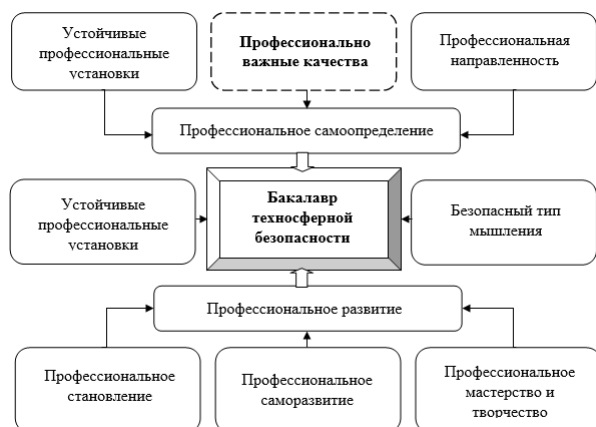 Устойчивые
профессиональные
установки
Профессионально
важные качества
Профессиональная
направленность
Профессиональное самоопределение
Устойчивые
профессиональные
установки
Бакалавр
техносферной
безопасности
Безопасный тип
мышления
Профессиональное развитие
Профессиональное
становление
Профессиональное
саморазвитие
Профессиональное
мастерство и
творчество